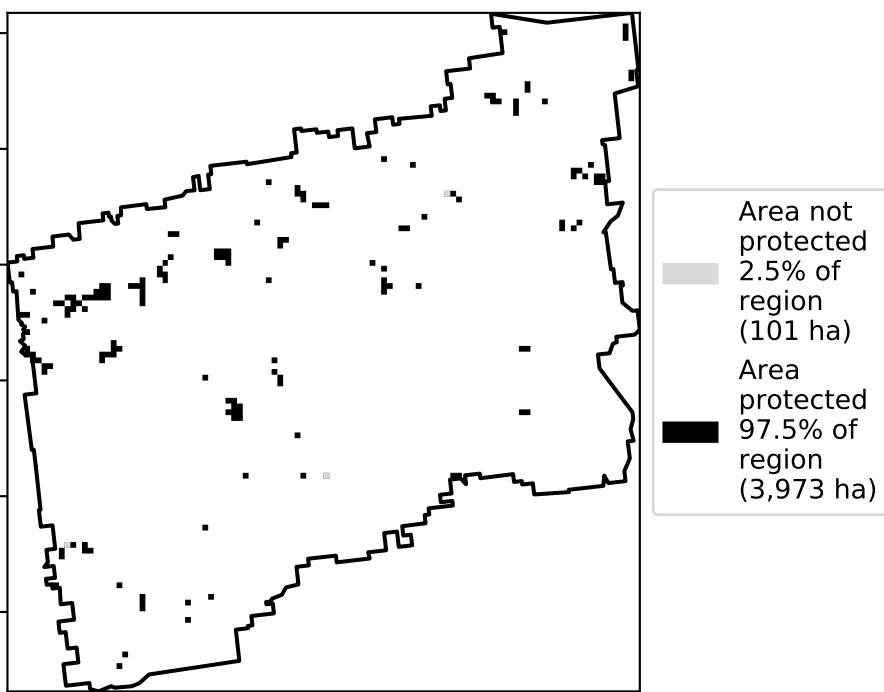 Area not
protected
2.5% of
region
(101 ha)
Area
protected
97.5% of
region
(3,973 ha)